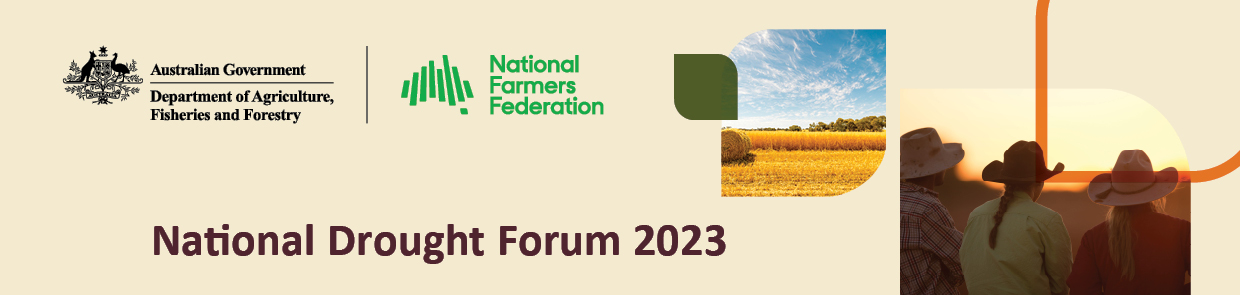 Australian Government
Department of Agriculture,
Fisheries and Forestry
National
Farmers
Federation
National Drought Forum 2023